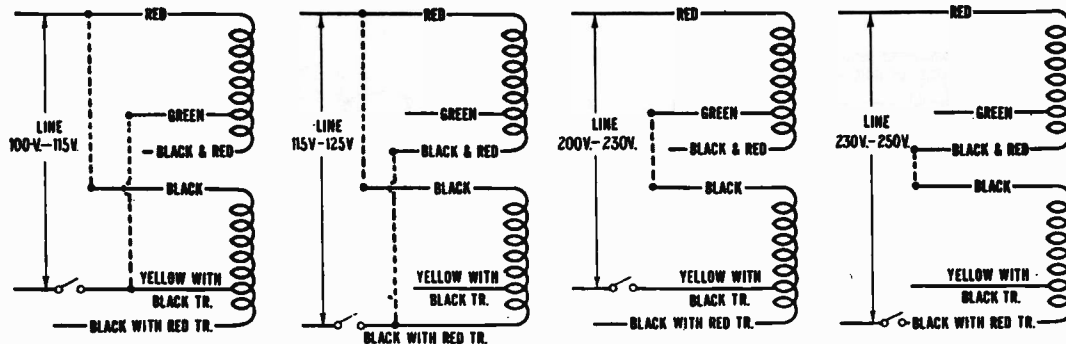 RED
GREEN
LINE
100 V.–115V.
BLACK & RED
BLACK
YELLOW WITH
BLACK TR.
BLACK WITH RED TR.
RED
GREEN
LINE
115V–125V
BLACK & RED
BLACK
YELLOW WITH
BLACK TR.
BLACK WITH RED TR.
RED
GREEN
LINE
200V.–230V.
BLACK & RED
BLACK
YELLOW WITH
BLACK TR.
BLACK WITH RED TR.
RED
GREEN
LINE
230V.–250V.
BLACK & RED
BLACK
YELLOW WITH
BLACK TR.
BLACK WITH RED TR.